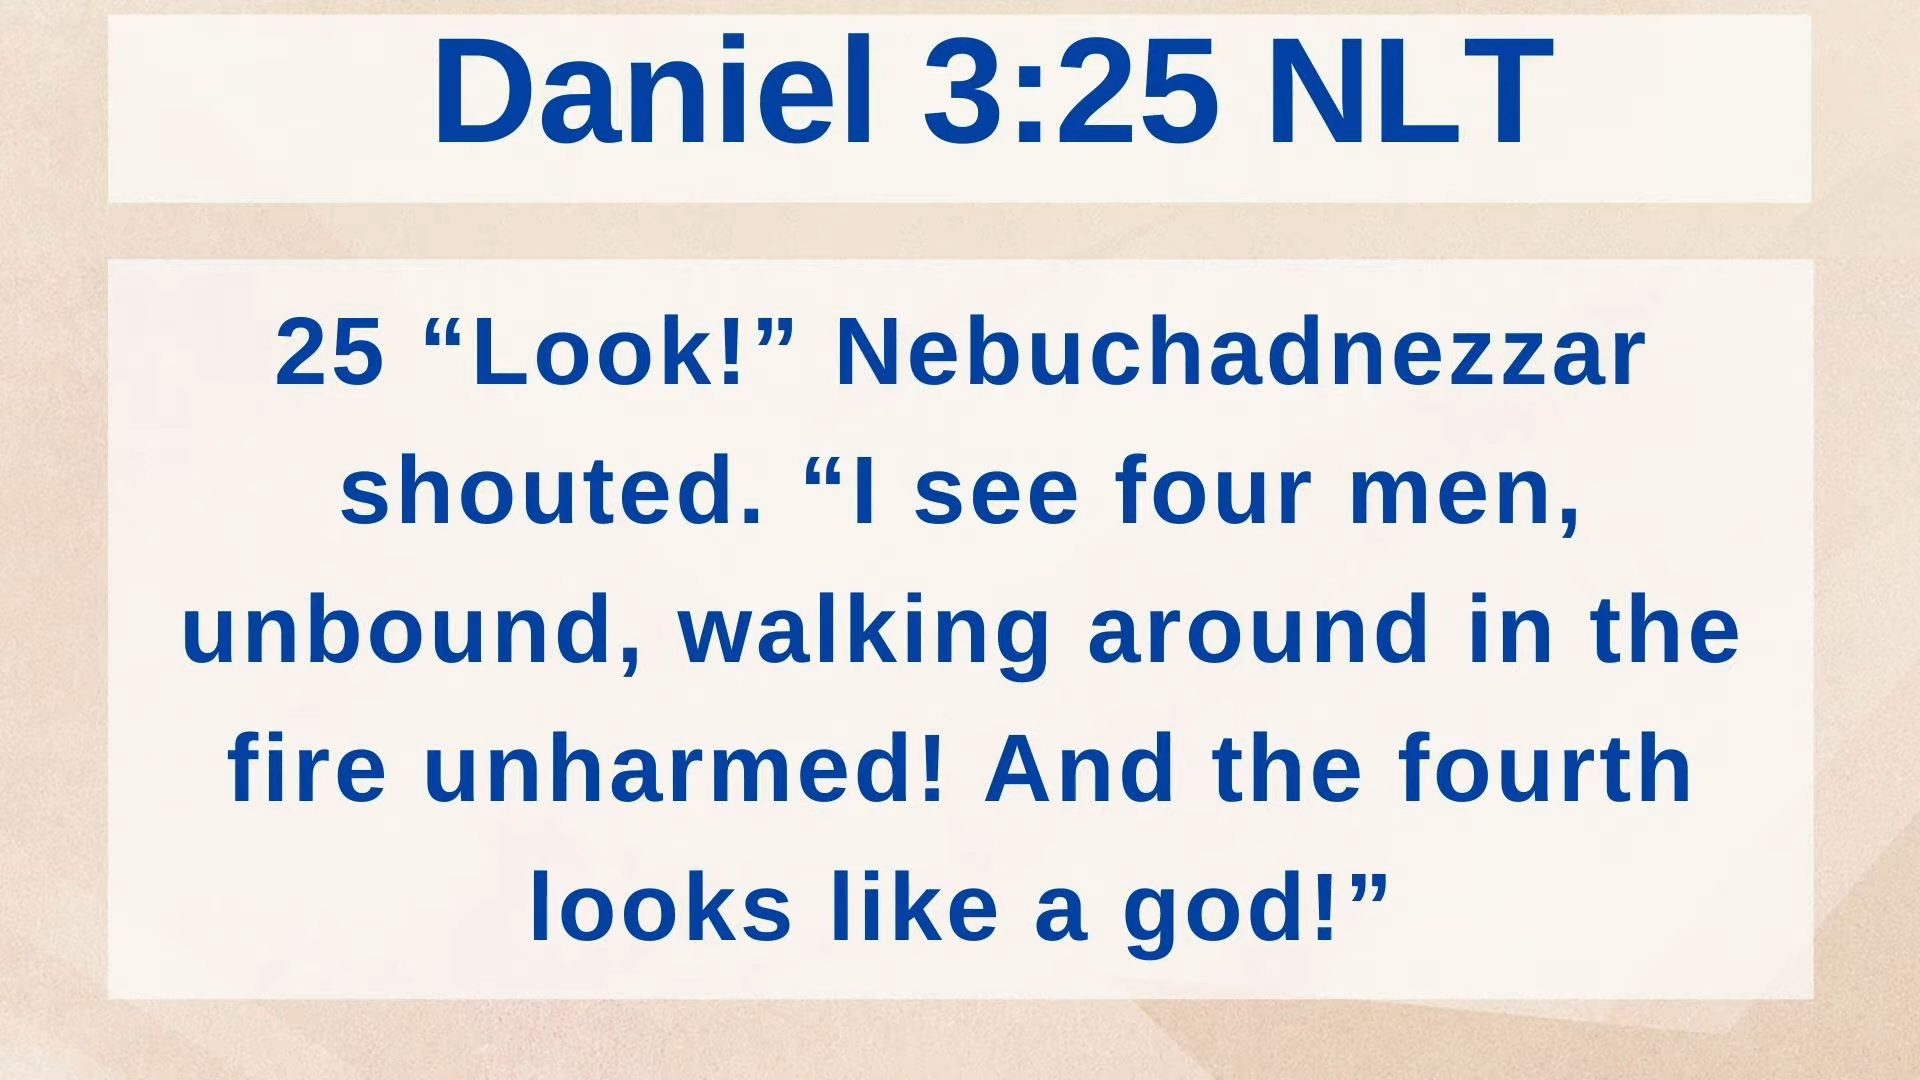 Daniel 3:25 NLT
25 “Look!” Nebuchadnezzar
shouted. “I see four men,
unbound, walking around in the
fire unharmed! And the fourth
looks like a god!”